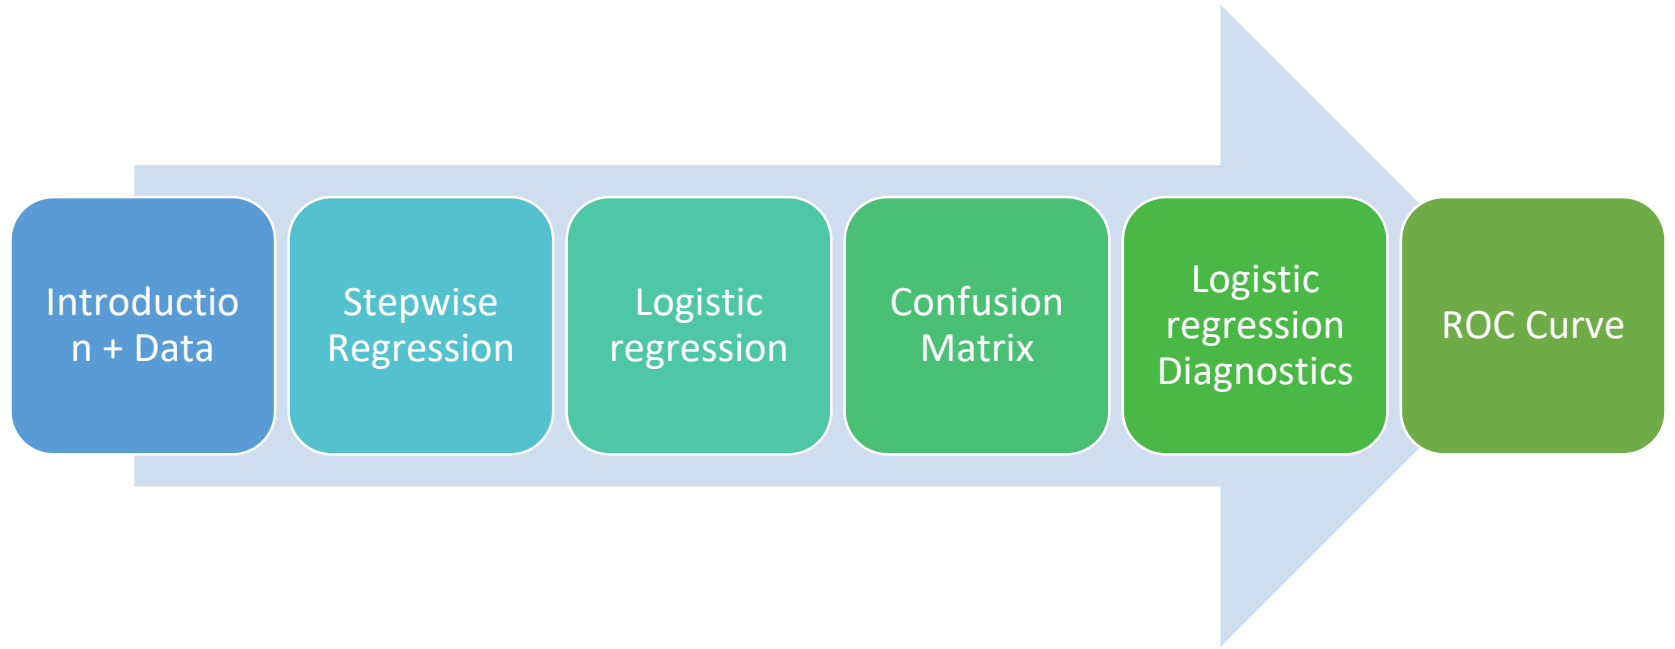 Introductio
n + Data
Stepwise
Regression
Logistic
regression
Confusion
Matrix
Logistic
regression
Diagnostics
ROC Curve